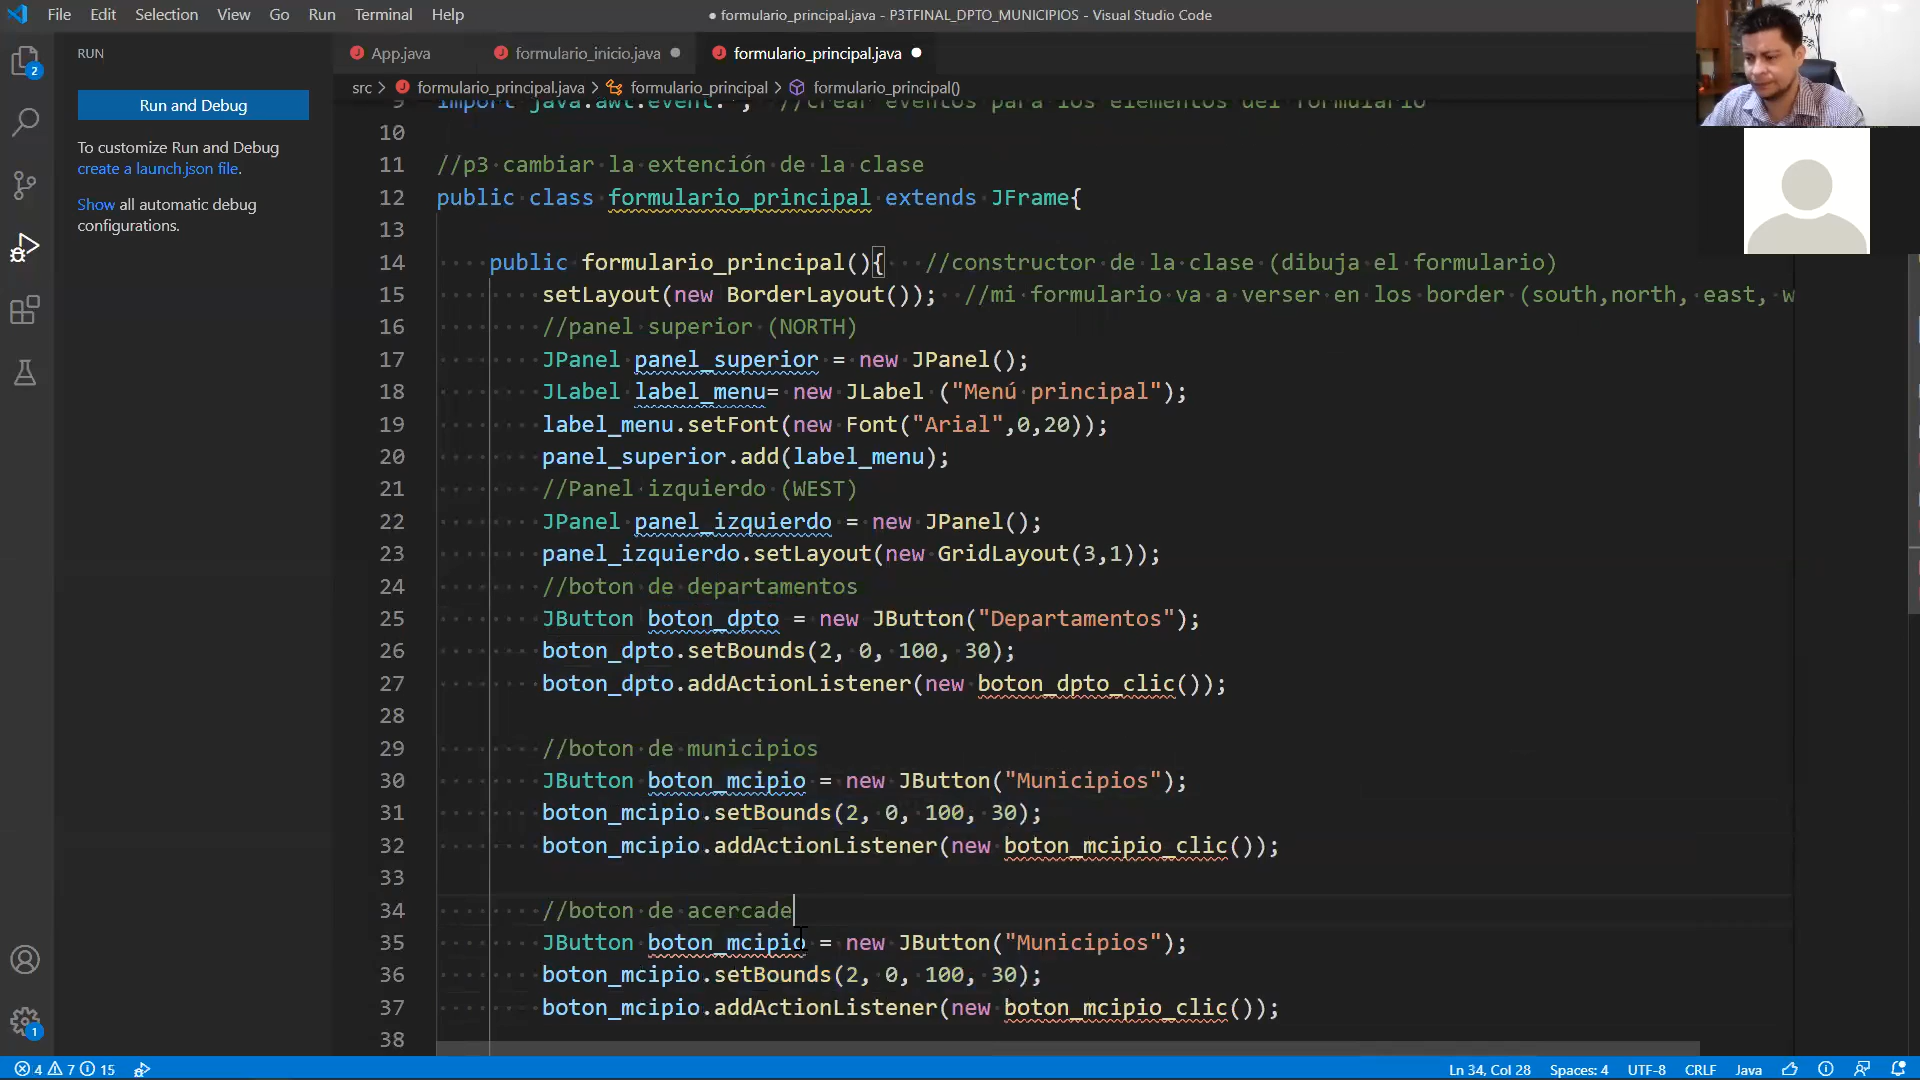 File Edit Selection View Go Run Terminal Help
● formulario_principal.java - P3TFINAL_DPTO_MUNICIPIOS - Visual Studio Code
RUN
App.java formulario_inicio.java ● formulario_principal.java ●
src > formulario_principal.java > formulario_principal > formulario_principal()
Run and Debug
To customize Run and Debug
create a launch.json file.
Show all automatic debug
configurations.
2
1
9 import java.awt.event.*; //crear eventos para los elementos del formulario
10
11 //p3 cambiar la extención de la clase
12 public class formulario_principal extends JFrame{
13
14 public formulario_principal(){ //constructor de la clase (dibuja el formulario)
15 setLayout(new BorderLayout()); //mi formulario va a verser en los border (south,north, east, w
16 //panel superior (NORTH)
17 JPanel panel_superior = new JPanel();
18 JLabel label_menu= new JLabel ("Menú principal");
19 label_menu.setFont(new Font("Arial",0,20));
20 panel_superior.add(label_menu);
21 //Panel izquierdo (WEST)
22 JPanel panel_izquierdo = new JPanel();
23 panel_izquierdo.setLayout(new GridLayout(3,1));
24 //boton de departamentos
25 JButton boton_dpto = new JButton("Departamentos");
26 boton_dpto.setBounds(2, 0, 100, 30);
27 boton_dpto.addActionListener(new boton_dpto_clic());
28
29 //boton de municipios
30 JButton boton_mcipio = new JButton("Municipios");
31 boton_mcipio.setBounds(2, 0, 100, 30);
32 boton_mcipio.addActionListener(new boton_mcipio_clic());
33
34 //boton de acercade
35 JButton boton_mcipio = new JButton("Municipios");
36 boton_mcipio.setBounds(2, 0, 100, 30);
37 boton_mcipio.addActionListener(new boton_mcipio_clic());
38
4 7 15
Ln 34, Col 28 Spaces: 4 UTF-8 CRLF Java